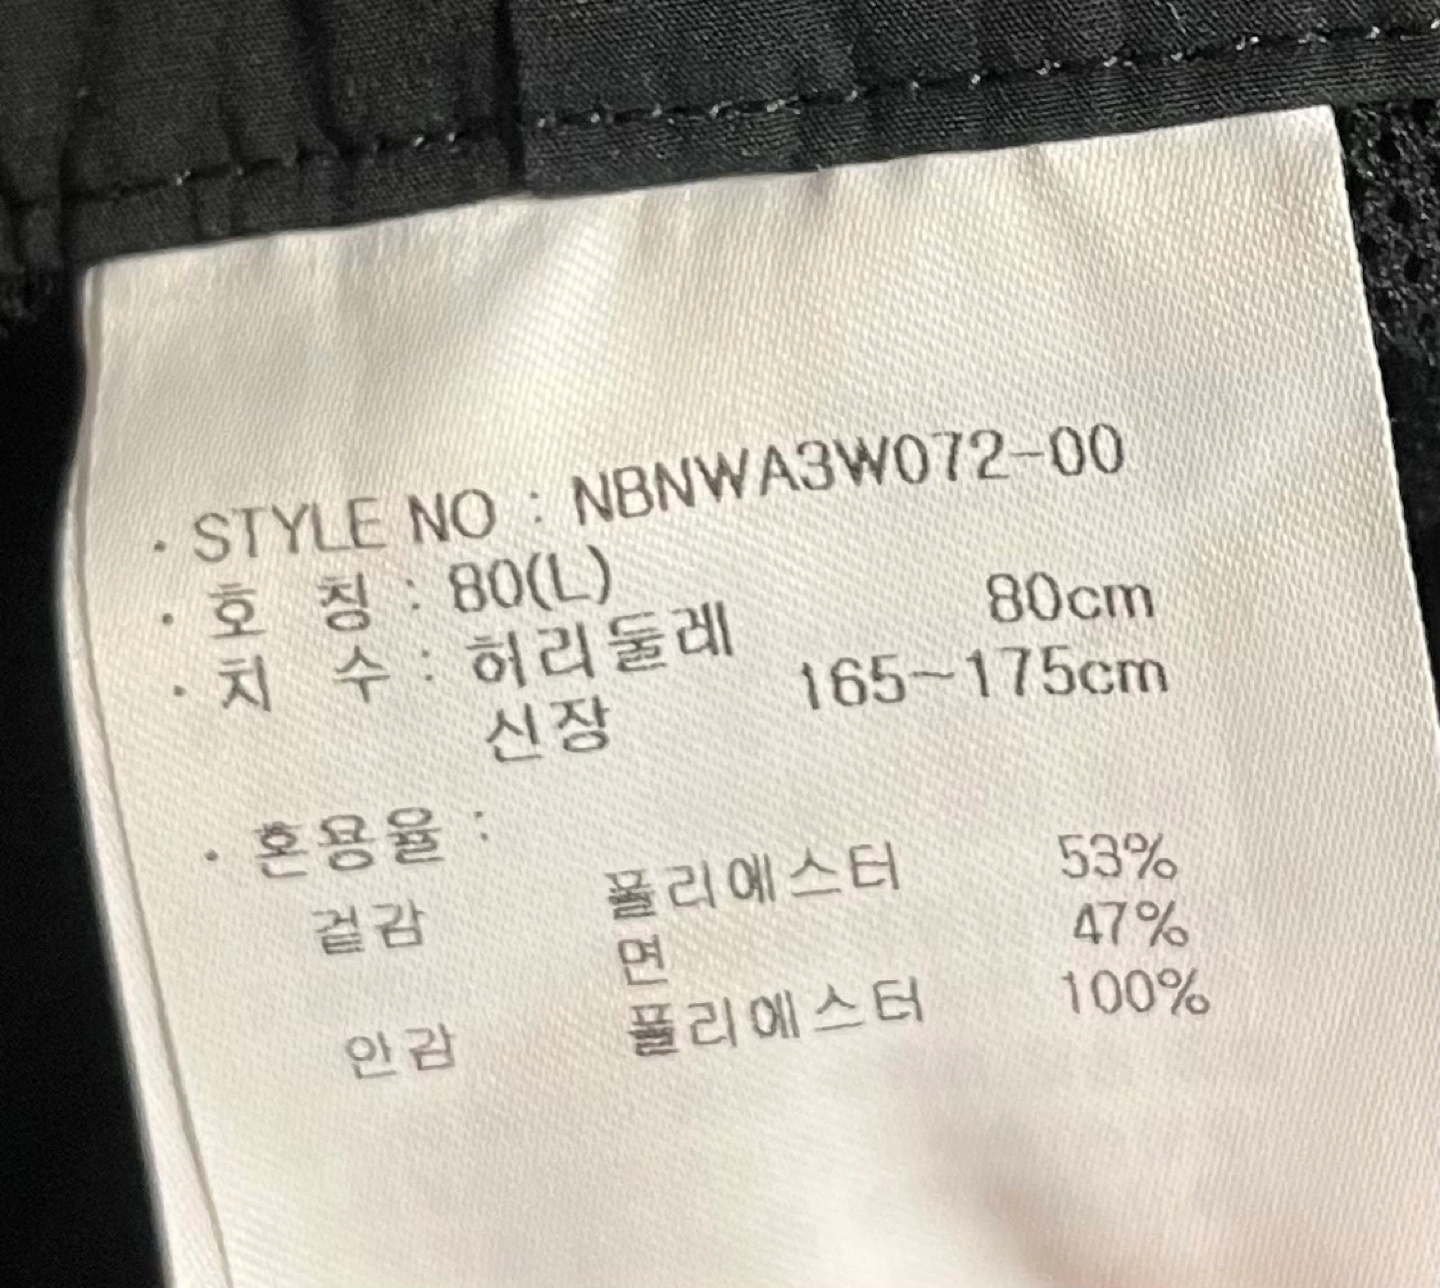 · STYLE NO : NBNWA3W072-00
· 호 칭 : 80(L)
· 치 수 : 허리둘레 80cm
신장 165~175cm
· 혼용율 :
겉감 폴리에스터 53%
면 47%
안감 폴리에스터 100%